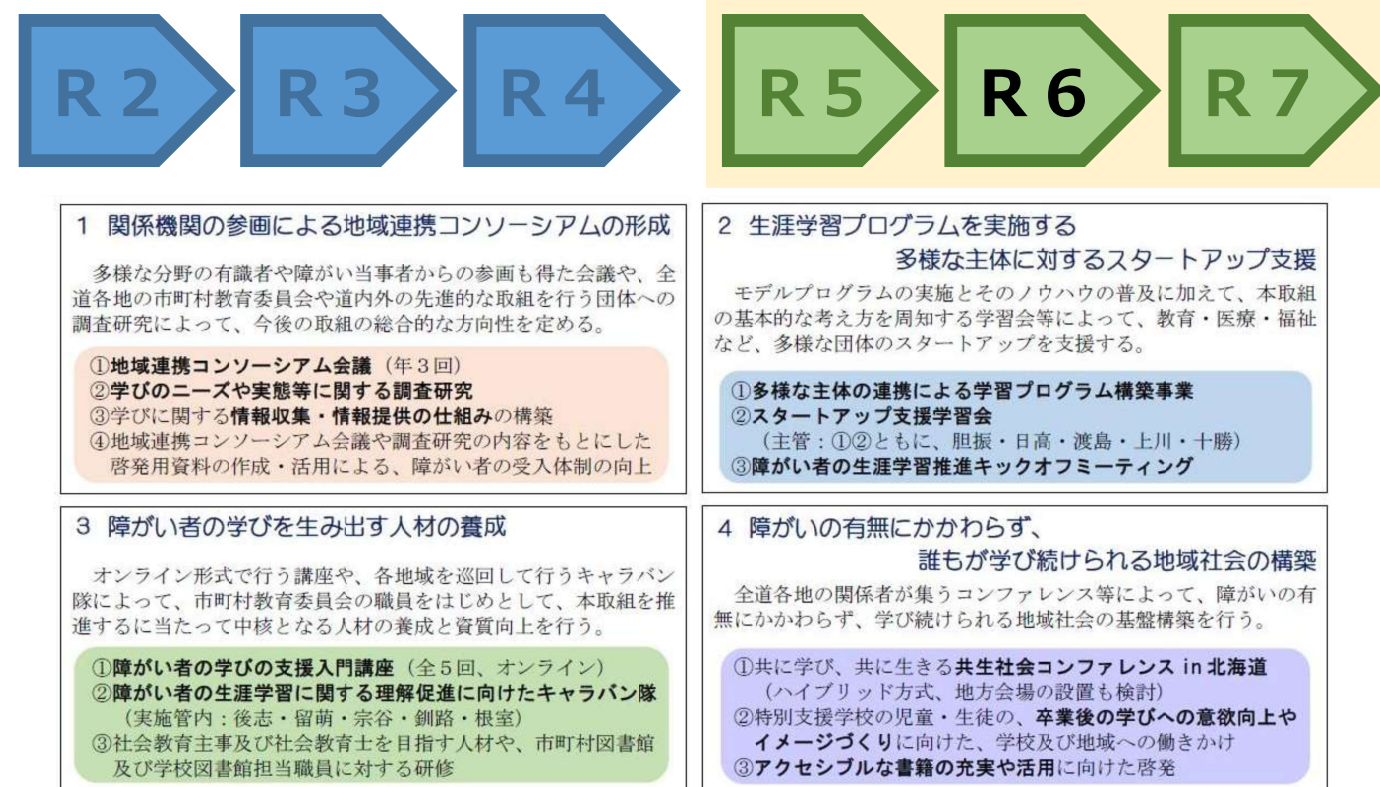 R 2
R 3
R 4
R 5
R 6
R 7
1 関係機関の参画による地域連携コンソーシアムの形成
多様な分野の有識者や障がい当事者からの参画も得た会議や、全
道各地の市町村教育委員会や道内外の先進的な取組を行う団体への
調査研究によって、今後の取組の総合的な方向性を定める。
①地域連携コンソーシアム会議（年３回）
②学びのニーズや実態等に関する調査研究
③学びに関する情報収集・情報提供の仕組みの構築
④地域連携コンソーシアム会議や調査研究の内容をもとにした
啓発用資料の作成・活用による、障がい者の受入体制の向上
2 生涯学習プログラムを実施する
多様な主体に対するスタートアップ支援
モデルプログラムの実施とそのノウハウの普及に加えて、本取組
の基本的な考え方を周知する学習会等によって、教育・医療・福祉
など、多様な団体のスタートアップを支援する。
①多様な主体の連携による学習プログラム構築事業
②スタートアップ支援学習会
（主管：①②ともに、胆振・日高・渡島・上川・十勝）
③障がい者の生涯学習推進キックオフミーティング
3 障がい者の学びを生み出す人材の養成
オンライン形式で行う講座や、各地域を巡回して行うキャラバン
隊によって、市町村教育委員会の職員をはじめとして、本取組を推
進するに当たって中核となる人材の養成と資質向上を行う。
①障がい者の学びの支援入門講座（全５回、オンライン）
②障がい者の生涯学習に関する理解促進に向けたキャラバン隊
（実施管内：後志・留萌・宗谷・釧路・根室）
③社会教育主事及び社会教育士を目指す人材や、市町村図書館
及び学校図書館担当職員に対する研修
4 障がいの有無にかかわらず、
誰もが学び続けられる地域社会の構築
全道各地の関係者が集うコンファレンス等によって、障がいの有
無にかかわらず、学び続けられる地域社会の基盤構築を行う。
①共に学び、共に生きる共生社会コンファレンス in 北海道
（ハイブリッド方式、地方会場の設置も検討）
②特別支援学校の児童・生徒の、卒業後の学びへの意欲向上や
イメージづくりに向けた、学校及び地域への働きかけ
③アクセシブルな書籍の充実や活用に向けた啓発